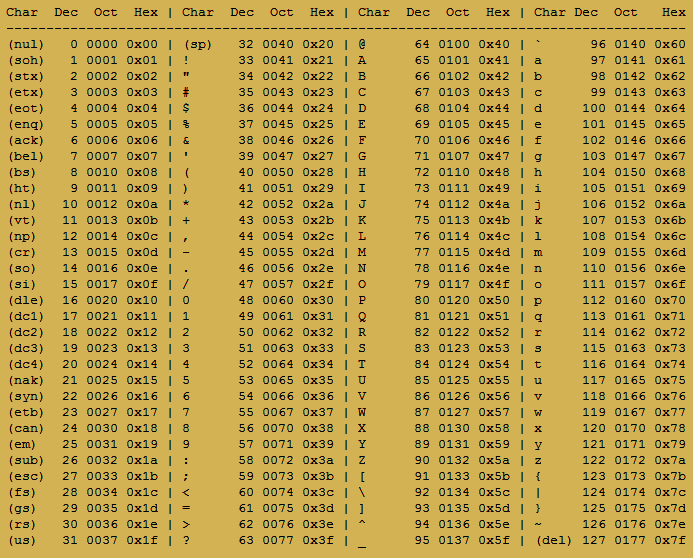 Char  Dec  Oct  Hex | Char  Dec  Oct  Hex | Char  Dec  Oct  Hex | Char Dec  Oct   Hex
---------------------------------------------------------------------------------------
(nul)   0 0000 0x00 | (sp)   32 0040 0x20 | @      64 0100 0x40 | `      96 0140 0x60
(soh)   1 0001 0x01 | !      33 0041 0x21 | A      65 0101 0x41 | a      97 0141 0x61
(stx)   2 0002 0x02 | "      34 0042 0x22 | B      66 0102 0x42 | b      98 0142 0x62
(etx)   3 0003 0x03 | #      35 0043 0x23 | C      67 0103 0x43 | c      99 0143 0x63
(eot)   4 0004 0x04 | $      36 0044 0x24 | D      68 0104 0x44 | d     100 0144 0x64
(enq)   5 0005 0x05 | %      37 0045 0x25 | E      69 0105 0x45 | e     101 0145 0x65
(ack)   6 0006 0x06 | &      38 0046 0x26 | F      70 0106 0x46 | f     102 0146 0x66
(bel)   7 0007 0x07 | '      39 0047 0x27 | G      71 0107 0x47 | g     103 0147 0x67
(bs)    8 0010 0x08 | (      40 0050 0x28 | H      72 0110 0x48 | h     104 0150 0x68
(ht)    9 0011 0x09 | )      41 0051 0x29 | I      73 0111 0x49 | i     105 0151 0x69
(nl)   10 0012 0x0a | *      42 0052 0x2a | J      74 0112 0x4a | j     106 0152 0x6a
(vt)   11 0013 0x0b | +      43 0053 0x2b | K      75 0113 0x4b | k     107 0153 0x6b
(np)   12 0014 0x0c | ,      44 0054 0x2c | L      76 0114 0x4c | l     108 0154 0x6c
(cr)   13 0015 0x0d | -      45 0055 0x2d | M      77 0115 0x4d | m     109 0155 0x6d
(so)   14 0016 0x0e | .      46 0056 0x2e | N      78 0116 0x4e | n     110 0156 0x6e
(si)   15 0017 0x0f | /      47 0057 0x2f | O      79 0117 0x4f | o     111 0157 0x6f
(dle)  16 0020 0x10 | 0      48 0060 0x30 | P      80 0120 0x50 | p     112 0160 0x70
(dc1)  17 0021 0x11 | 1      49 0061 0x31 | Q      81 0121 0x51 | q     113 0161 0x71
(dc2)  18 0022 0x12 | 2      50 0062 0x32 | R      82 0122 0x52 | r     114 0162 0x72
(dc3)  19 0023 0x13 | 3      51 0063 0x33 | S      83 0123 0x53 | s     115 0163 0x73
(dc4)  20 0024 0x14 | 4      52 0064 0x34 | T      84 0124 0x54 | t     116 0164 0x74
(nak)  21 0025 0x15 | 5      53 0065 0x35 | U      85 0125 0x55 | u     117 0165 0x75
(syn)  22 0026 0x16 | 6      54 0066 0x36 | V      86 0126 0x56 | v     118 0166 0x76
(etb)  23 0027 0x17 | 7      55 0067 0x37 | W      87 0127 0x57 | w     119 0167 0x77
(can)  24 0030 0x18 | 8      56 0070 0x38 | X      88 0130 0x58 | x     120 0170 0x78
(em)   25 0031 0x19 | 9      57 0071 0x39 | Y      89 0131 0x59 | y     121 0171 0x79
(sub)  26 0032 0x1a | :      58 0072 0x3a | Z      90 0132 0x5a | z     122 0172 0x7a
(esc)  27 0033 0x1b | ;      59 0073 0x3b | [      91 0133 0x5b | {     123 0173 0x7b
(fs)   28 0034 0x1c | <      60 0074 0x3c | \      92 0134 0x5c | |     124 0174 0x7c
(gs)   29 0035 0x1d | =      61 0075 0x3d | ]      93 0135 0x5d | }     125 0175 0x7d
(rs)   30 0036 0x1e | >      62 0076 0x3e | ^      94 0136 0x5e | ~     126 0176 0x7e
(us)   31 0037 0x1f | ?      63 0077 0x3f | _      95 0137 0x5f | (del) 127 0177 0x7f